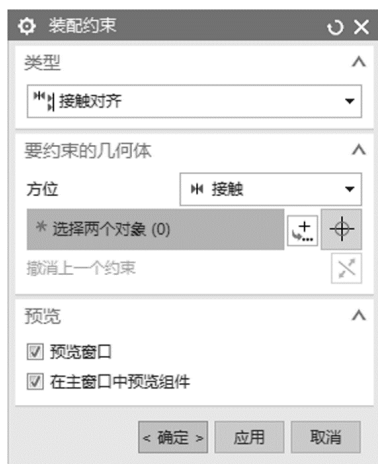 装配约束
类型
接触对齐
要约束的几何体
方位 接触
* 选择两个对象 (0)
撤消上一个约束
预览
预览窗口
在主窗口中预览组件
< 确定 > 应用 取消